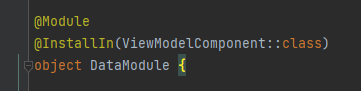 @Module
@InstallIn(ViewModelComponent::class)
object DataModule {